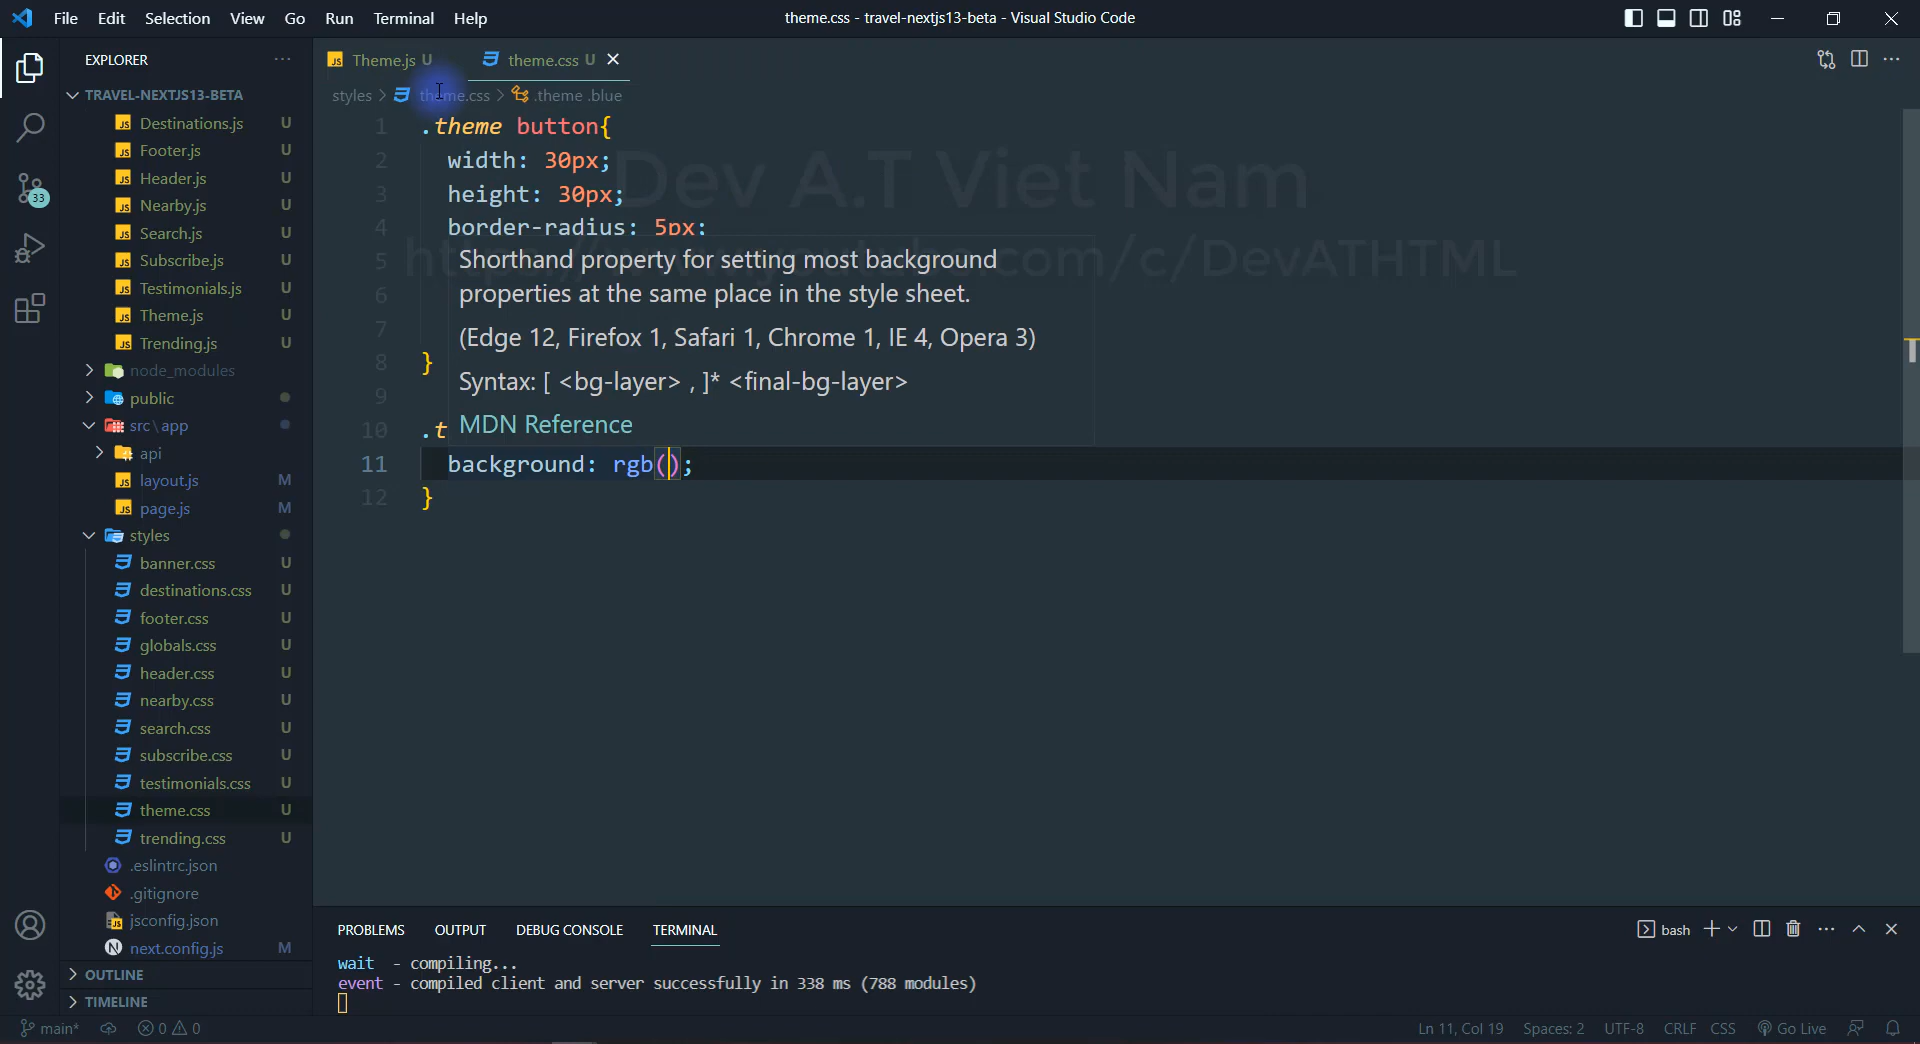 File Edit Selection View Go Run Terminal Help
theme.css - travel-nextjs13-beta - Visual Studio Code
EXPLORER
TRAVEL-NEXTJS13-BETA
Destinations.js U
Footer.js U
Header.js U
Nearby.js U
Search.js U
Subscribe.js U
Testimonials.js U
Theme.js U
Trending.js U
node_modules
public
src\app
api
layout.js M
page.js M
styles
banner.css U
destinations.css U
footer.css U
globals.css U
header.css U
nearby.css U
search.css U
subscribe.css U
testimonials.css U
theme.css U
trending.css U
.eslintrc.json
.gitignore
jsconfig.json
next.config.js M
OUTLINE
TIMELINE
33
Theme.js U
theme.css U
styles > theme.css > .theme .blue
1 .theme button{
2 width: 30px;
3 height: 30px;
4 border-radius: 5px;
5
6
7
8 }
9
10 .t
11 background: rgb();
12 }
Shorthand property for setting most background
properties at the same place in the style sheet.
(Edge 12, Firefox 1, Safari 1, Chrome 1, IE 4, Opera 3)
Syntax: [ <bg-layer> , ]* <final-bg-layer>
MDN Reference
Dev A.T Viet Nam
https://www.youtube.com/c/DevATHTML
PROBLEMS OUTPUT DEBUG CONSOLE TERMINAL
bash
wait - compiling...
event - compiled client and server successfully in 338 ms (788 modules)
main* 0 0
Ln 11, Col 19 Spaces: 2 UTF-8 CRLF CSS Go Live